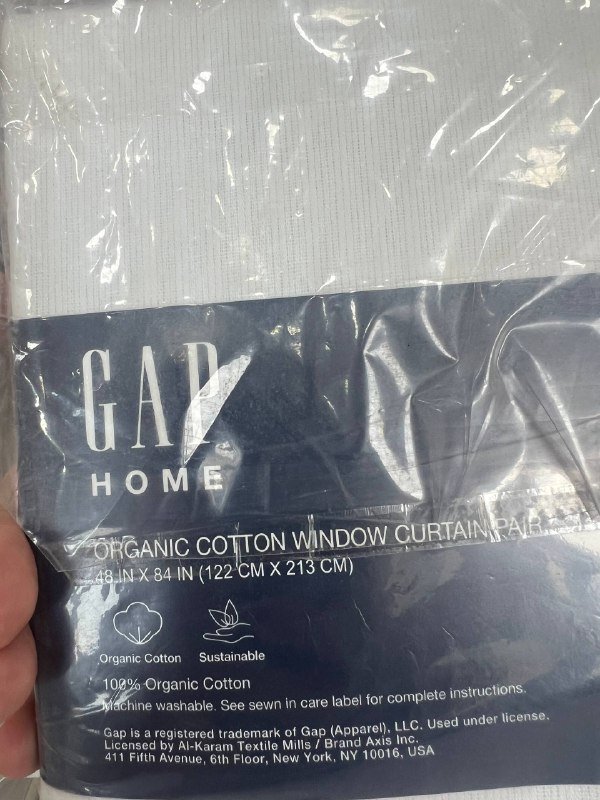 GAP
HOME
ORGANIC COTTON WINDOW CURTAIN PAIR
48 IN X 84 IN (122 CM X 213 CM)
Organic Cotton Sustainable
100% Organic Cotton
Machine washable. See sewn in care label for complete instructions.
Gap is a registered trademark of Gap (Apparel), LLC. Used under license.
Licensed by Al-Karam Textile Mills / Brand Axis Inc.
411 Fifth Avenue, 6th Floor, New York, NY 10016, USA